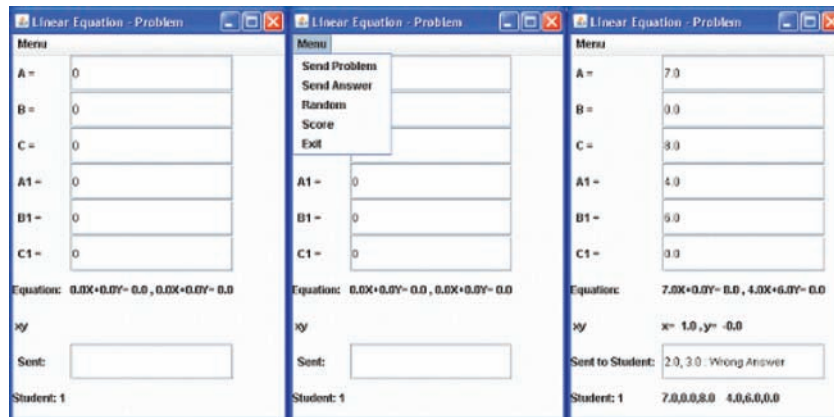 Linear Equation - Problem
Menu
A = 0
B = 0
C = 0
A1 = 0
B1 = 0
C1 = 0
Equation: 0.0X+0.0Y= 0.0 , 0.0X+0.0Y= 0.0
xy
Sent:
Student: 1
Linear Equation - Problem
Menu
Send Problem
Send Answer
Random
Score
Exit
A1 = 0
B1 = 0
C1 = 0
Equation: 0.0X+0.0Y= 0.0 , 0.0X+0.0Y= 0.0
xy
Sent:
Student: 1
Linear Equation - Problem
Menu
A = 7.0
B = 0.0
C = 8.0
A1 = 4.0
B1 = 6.0
C1 = 0.0
Equation: 7.0X+0.0Y= 8.0 , 4.0X+6.0Y= 0.0
xy x= 1.0 , y= -0.0
Sent to Student: 2.0, 3.0 : Wrong Answer
Student: 1 7.0,0.0,8.0 4.0,6.0,0.0